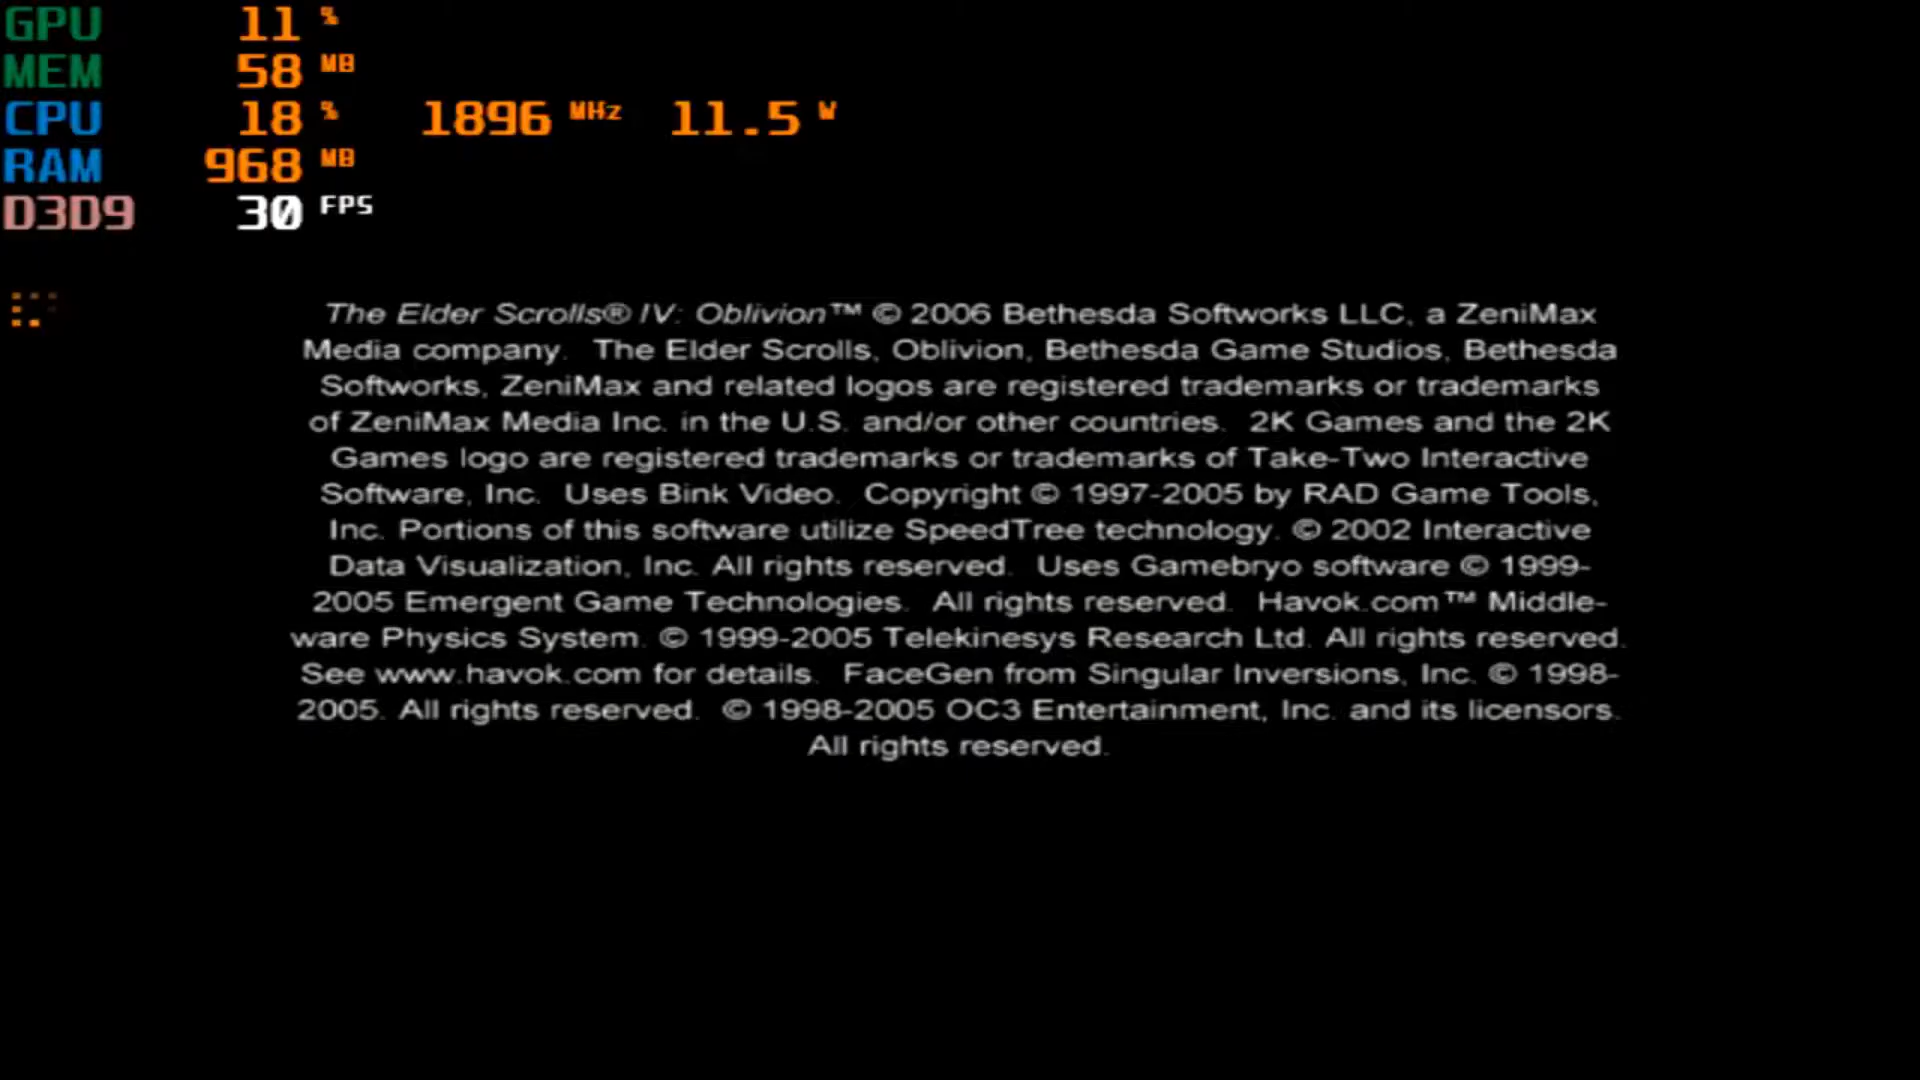 GPU 11 %
MEM 58 MB
CPU 18 % 1896 MHz 11.5 W
RAM 968 MB
D3D9 30 FPS
The Elder Scrolls® IV: Oblivion™ © 2006 Bethesda Softworks LLC, a ZeniMax
Media company. The Elder Scrolls, Oblivion, Bethesda Game Studios, Bethesda
Softworks, ZeniMax and related logos are registered trademarks or trademarks
of ZeniMax Media Inc. in the U.S. and/or other countries. 2K Games and the 2K
Games logo are registered trademarks or trademarks of Take-Two Interactive
Software, Inc. Uses Bink Video. Copyright © 1997-2005 by RAD Game Tools,
Inc. Portions of this software utilize SpeedTree technology. © 2002 Interactive
Data Visualization, Inc. All rights reserved. Uses Gamebryo software © 1999-
2005 Emergent Game Technologies. All rights reserved. Havok.com™ Middle-
ware Physics System. © 1999-2005 Telekinesys Research Ltd. All rights reserved.
See www.havok.com for details. FaceGen from Singular Inversions, Inc. © 1998-
2005. All rights reserved. © 1998-2005 OC3 Entertainment, Inc. and its licensors.
All rights reserved.